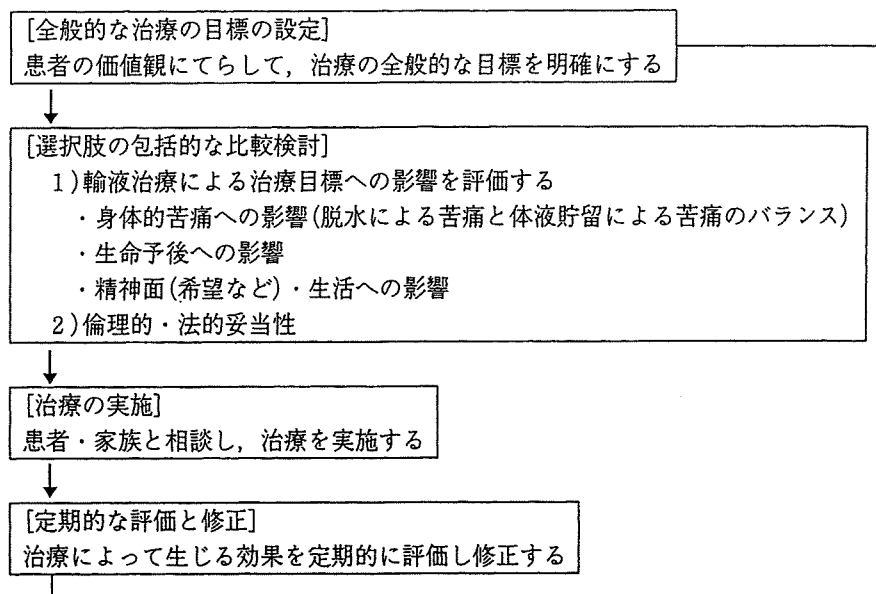 [全般的な治療の目標の設定]
患者の価値観にてらして，治療の全般的な目標を明確にする
[選択肢の包括的な比較検討]
1)輸液治療による治療目標への影響を評価する
・身体的苦痛への影響(脱水による苦痛と体液貯留による苦痛のバランス)
・生命予後への影響
・精神面(希望など)・生活への影響
2)倫理的・法的妥当性
[治療の実施]
患者・家族と相談し，治療を実施する
[定期的な評価と修正]
治療によって生じる効果を定期的に評価し修正する